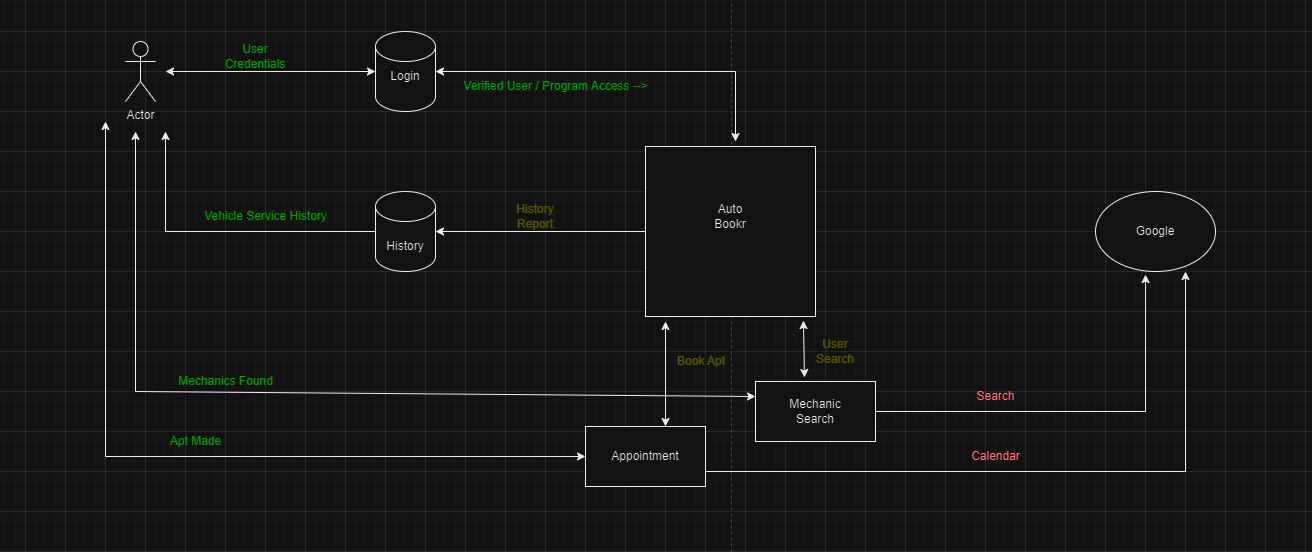 User
Credentials
Login
Verified User / Program Access -->
Actor
Vehicle Service History
History
History
Report
Auto
Bookr
Google
Book Apt
User
Search
Mechanics Found
Mechanic
Search
Search
Apt Made
Appointment
Calendar